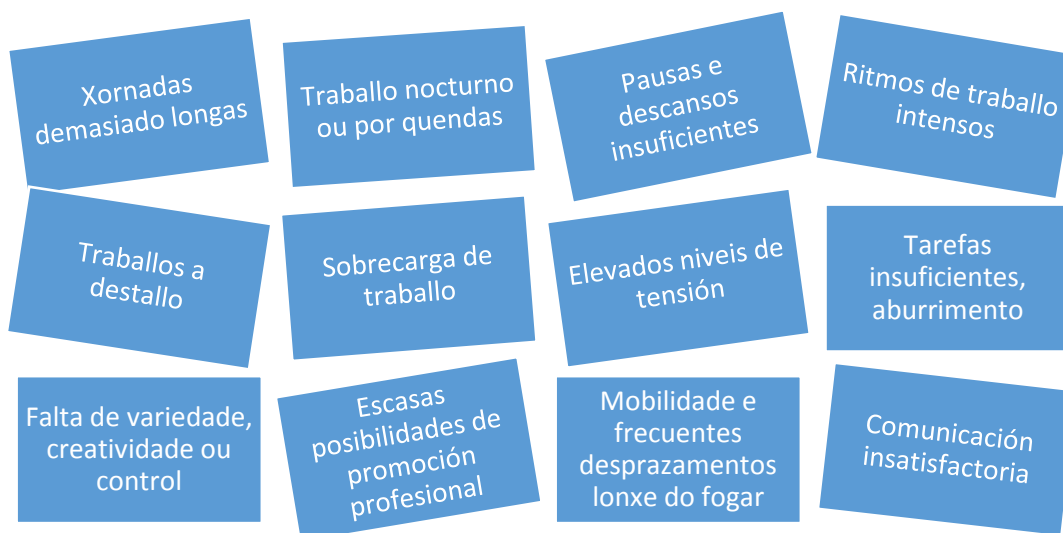 Xornadas
demasiado longas
Traballo nocturno
ou por quendas
Pausas e
descansos
insuficientes
Ritmos de traballo
intensos
Traballos a
destallo
Sobrecarga de
traballo
Elevados niveis de
tensión
Tarefas
insuficientes,
aburrimento
Falta de variedade,
creatividade ou
control
Escasas
posibilidades de
promoción
profesional
Mobilidade e
frecuentes
desprazamentos
lonxe do fogar
Comunicación
insatisfactoria